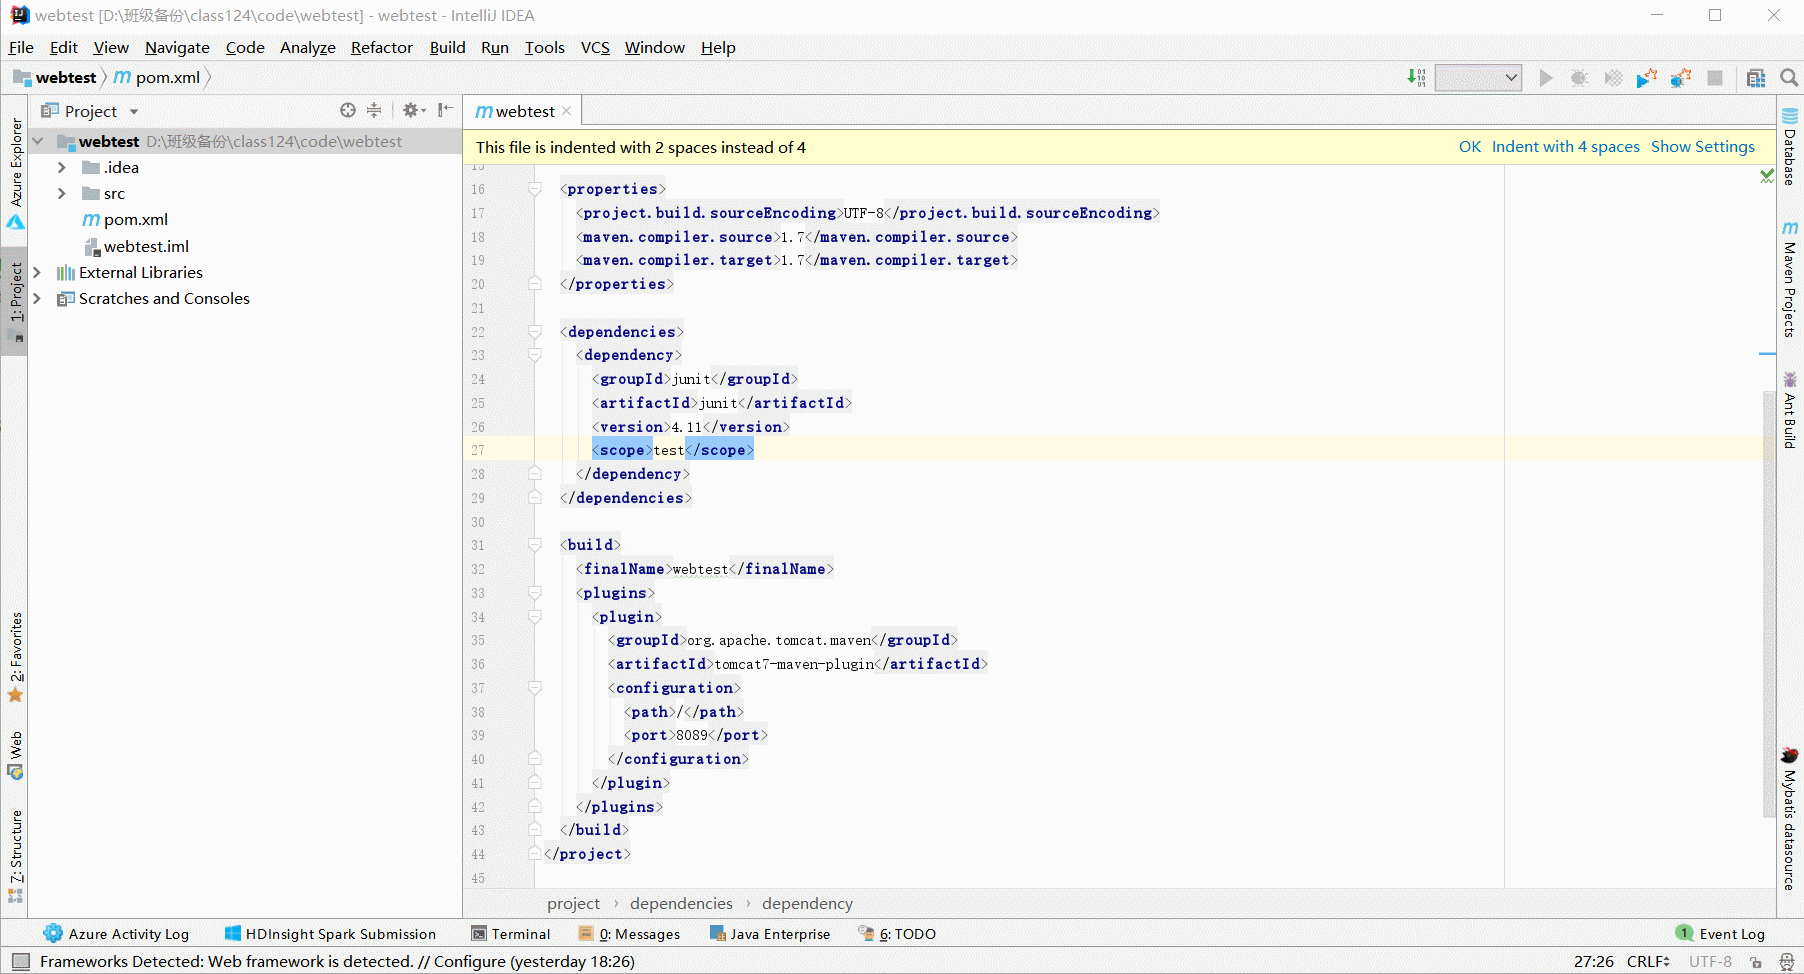 webtest [D:\班级备份\class124\code\webtest] - webtest - IntelliJ IDEA
File Edit View Navigate Code Analyze Refactor Build Run Tools VCS Window Help
webtest pom.xml
Project
webtest
Azure Explorer
1: Project
2: Favorites
Web
7: Structure
webtest D:\班级备份\class124\code\webtest
.idea
src
pom.xml
webtest.iml
External Libraries
Scratches and Consoles
This file is indented with 2 spaces instead of 4 OK Indent with 4 spaces Show Settings
15
16 <properties>
17 <project.build.sourceEncoding>UTF-8</project.build.sourceEncoding>
18 <maven.compiler.source>1.7</maven.compiler.source>
19 <maven.compiler.target>1.7</maven.compiler.target>
20 </properties>
21
22 <dependencies>
23 <dependency>
24 <groupId>junit</groupId>
25 <artifactId>junit</artifactId>
26 <version>4.11</version>
27 <scope>test</scope>
28 </dependency>
29 </dependencies>
30
31 <build>
32 <finalName>webtest</finalName>
33 <plugins>
34 <plugin>
35 <groupId>org.apache.tomcat.maven</groupId>
36 <artifactId>tomcat7-maven-plugin</artifactId>
37 <configuration>
38 <path>/</path>
39 <port>8089</port>
40 </configuration>
41 </plugin>
42 </plugins>
43 </build>
44 </project>
45
project › dependencies › dependency
Database
Maven Projects
Ant Build
Mybatis datasource
Azure Activity Log HDInsight Spark Submission Terminal 0: Messages Java Enterprise 6: TODO 1 Event Log
Frameworks Detected: Web framework is detected. // Configure (yesterday 18:26) 27:26 CRLF UTF-8